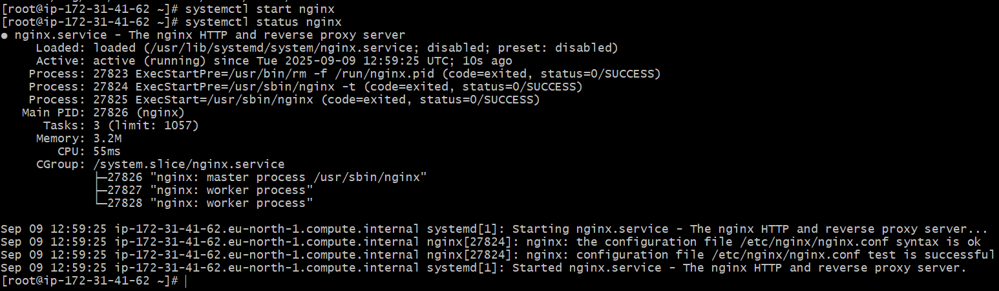 [root@ip-172-31-41-62 ~]# systemctl start nginx
[root@ip-172-31-41-62 ~]# systemctl status nginx
● nginx.service - The nginx HTTP and reverse proxy server
     Loaded: loaded (/usr/lib/systemd/system/nginx.service; disabled; preset: disabled)
     Active: active (running) since Tue 2025-09-09 12:59:25 UTC; 10s ago
    Process: 27823 ExecStartPre=/usr/bin/rm -f /run/nginx.pid (code=exited, status=0/SUCCESS)
    Process: 27824 ExecStartPre=/usr/sbin/nginx -t (code=exited, status=0/SUCCESS)
    Process: 27825 ExecStart=/usr/sbin/nginx (code=exited, status=0/SUCCESS)
   Main PID: 27826 (nginx)
      Tasks: 3 (limit: 1057)
     Memory: 3.2M
        CPU: 55ms
     CGroup: /system.slice/nginx.service
             ├─27826 "nginx: master process /usr/sbin/nginx"
             ├─27827 "nginx: worker process"
             └─27828 "nginx: worker process"
Sep 09 12:59:25 ip-172-31-41-62.eu-north-1.compute.internal systemd[1]: Starting nginx.service - The nginx HTTP and reverse proxy server...
Sep 09 12:59:25 ip-172-31-41-62.eu-north-1.compute.internal nginx[27824]: nginx: the configuration file /etc/nginx/nginx.conf syntax is ok
Sep 09 12:59:25 ip-172-31-41-62.eu-north-1.compute.internal nginx[27824]: nginx: configuration file /etc/nginx/nginx.conf test is successful
Sep 09 12:59:25 ip-172-31-41-62.eu-north-1.compute.internal systemd[1]: Started nginx.service - The nginx HTTP and reverse proxy server.
[root@ip-172-31-41-62 ~]#